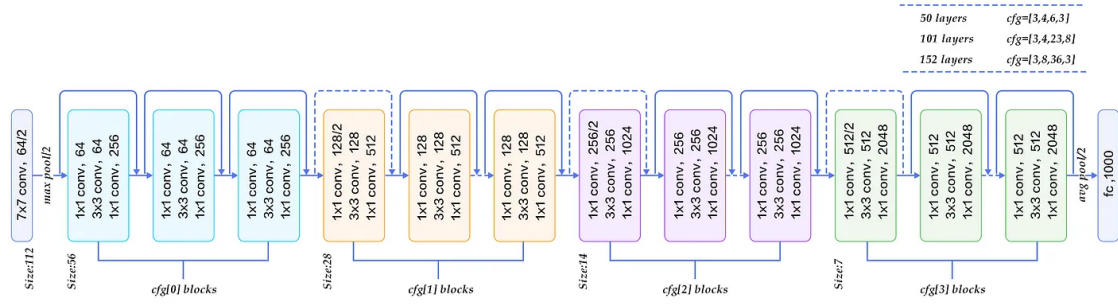 50 layers cfg=[3,4,6,3]
101 layers cfg=[3,4,23,8]
152 layers cfg=[3,8,36,3]
7×7 conv, 64/2
max pool/2
1x1 conv, 64
3x3 conv, 64
1x1 conv, 256
1x1 conv, 64
3x3 conv, 64
1x1 conv, 256
1x1 conv, 64
3x3 conv, 64
1x1 conv, 256
1x1 conv, 128/2
3x3 conv, 128
1x1 conv, 512
1x1 conv, 128
3x3 conv, 128
1x1 conv, 512
1x1 conv, 128
3x3 conv, 128
1x1 conv, 512
1x1 conv, 256/2
3x3 conv, 256
1x1 conv, 1024
1x1 conv, 256
3x3 conv, 256
1x1 conv, 1024
1x1 conv, 256
3x3 conv, 256
1x1 conv, 1024
1x1 conv, 512/2
3x3 conv, 512
1x1 conv, 2048
1x1 conv, 512
3x3 conv, 512
1x1 conv, 2048
1x1 conv, 512
3x3 conv, 512
1x1 conv, 2048
avg pool/2
fc ,1000
Size:112
Size:56
cfg[0] blocks
Size:28
cfg[1] blocks
Size:14
cfg[2] blocks
Size:7
cfg[3] blocks